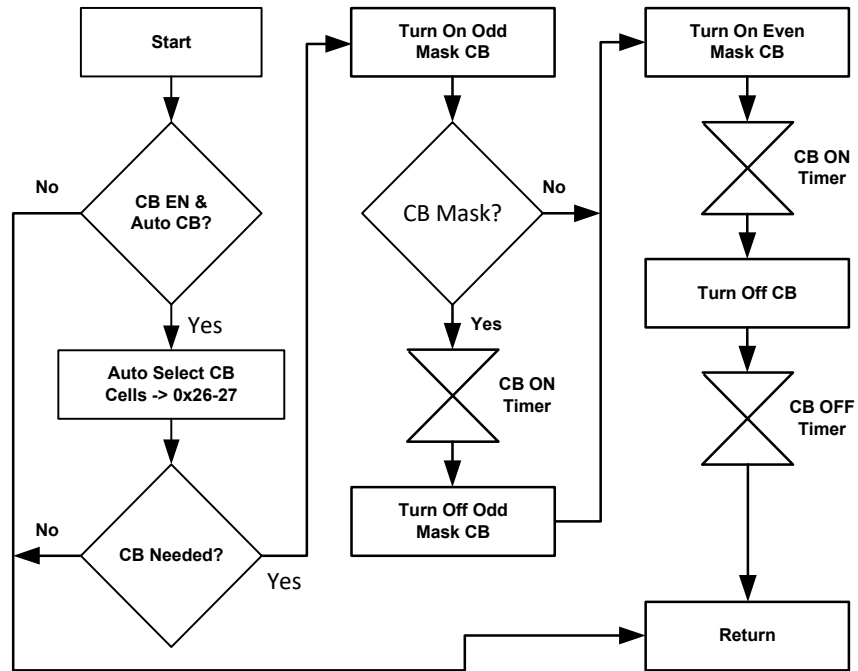 Start
No
CB EN &
Auto CB?
Yes
Auto Select CB
Cells -> 0x26-27
No
CB Needed?
Yes
Turn On Odd
Mask CB
CB Mask?
No
Yes
CB ON
Timer
Turn Off Odd
Mask CB
Turn On Even
Mask CB
CB ON
Timer
Turn Off CB
CB OFF
Timer
Return